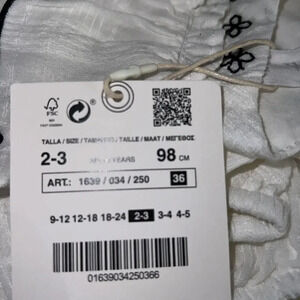 FSC
TALLA / SIZE / TAMANHO / TAILLE / MAAT / ΜΕΓΕΘΟΣ
2-3 YEARS 98 CM
ART: 1639 / 034 / 250 36
9-12 12-18 18-24 2-3 3-4 4-5
01639034250366